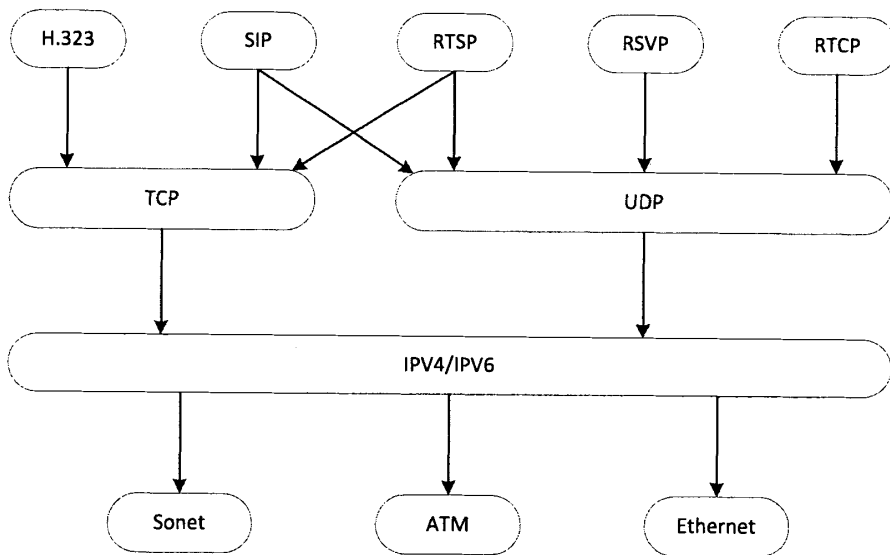 H.323
SIP
RTSP
RSVP
RTCP
TCP
UDP
IPV4/IPV6
Sonet
ATM
Ethernet